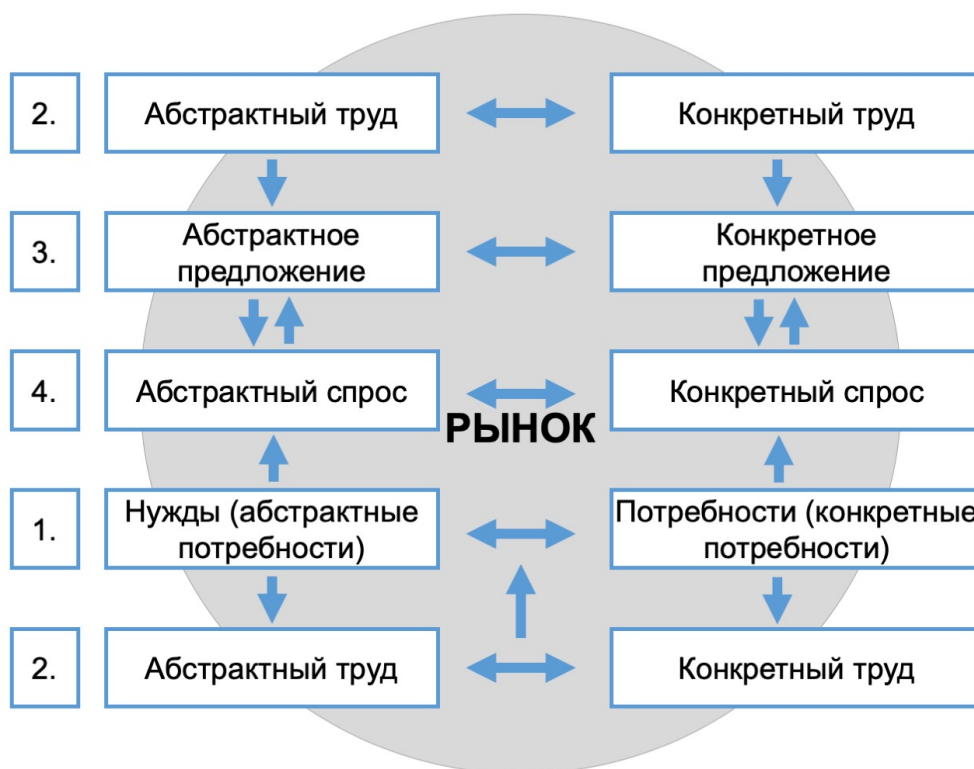 2.
Абстрактный труд
Конкретный труд
3.
Абстрактное
предложение
Конкретное
предложение
4.
Абстрактный спрос
Конкретный спрос
РЫНОК
1.
Нужды (абстрактные
потребности)
Потребности (конкретные
потребности)
2.
Абстрактный труд
Конкретный труд